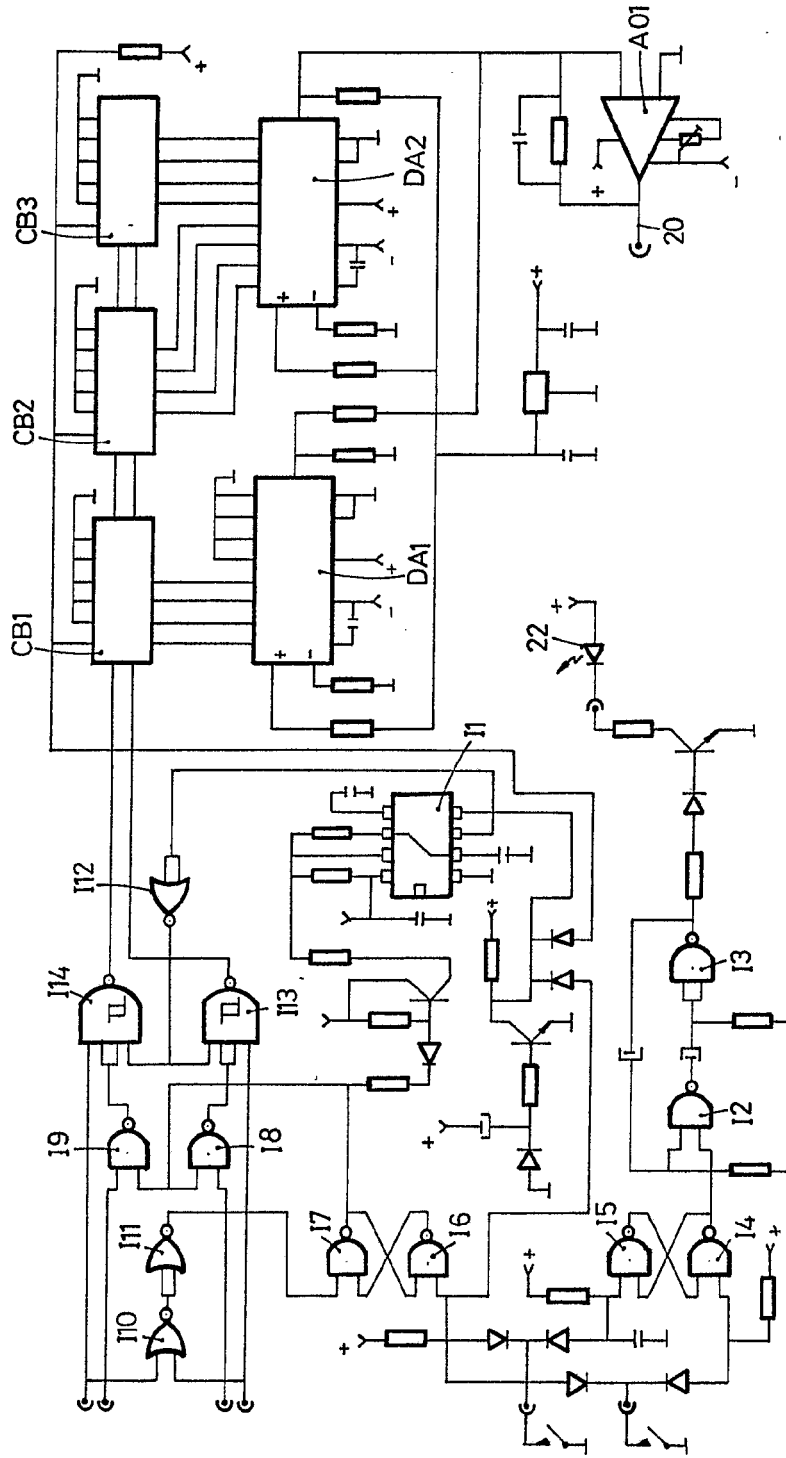 CB1
CB2
CB3
DA1
DA2
A01
20
22
I1
I2
I3
I4
I5
I6
I7
I8
I9
I10
I11
I12
I13
I14
+
+
+
+
+
+
+
+
+
+
+
+
+
+
-
-
-
-
-